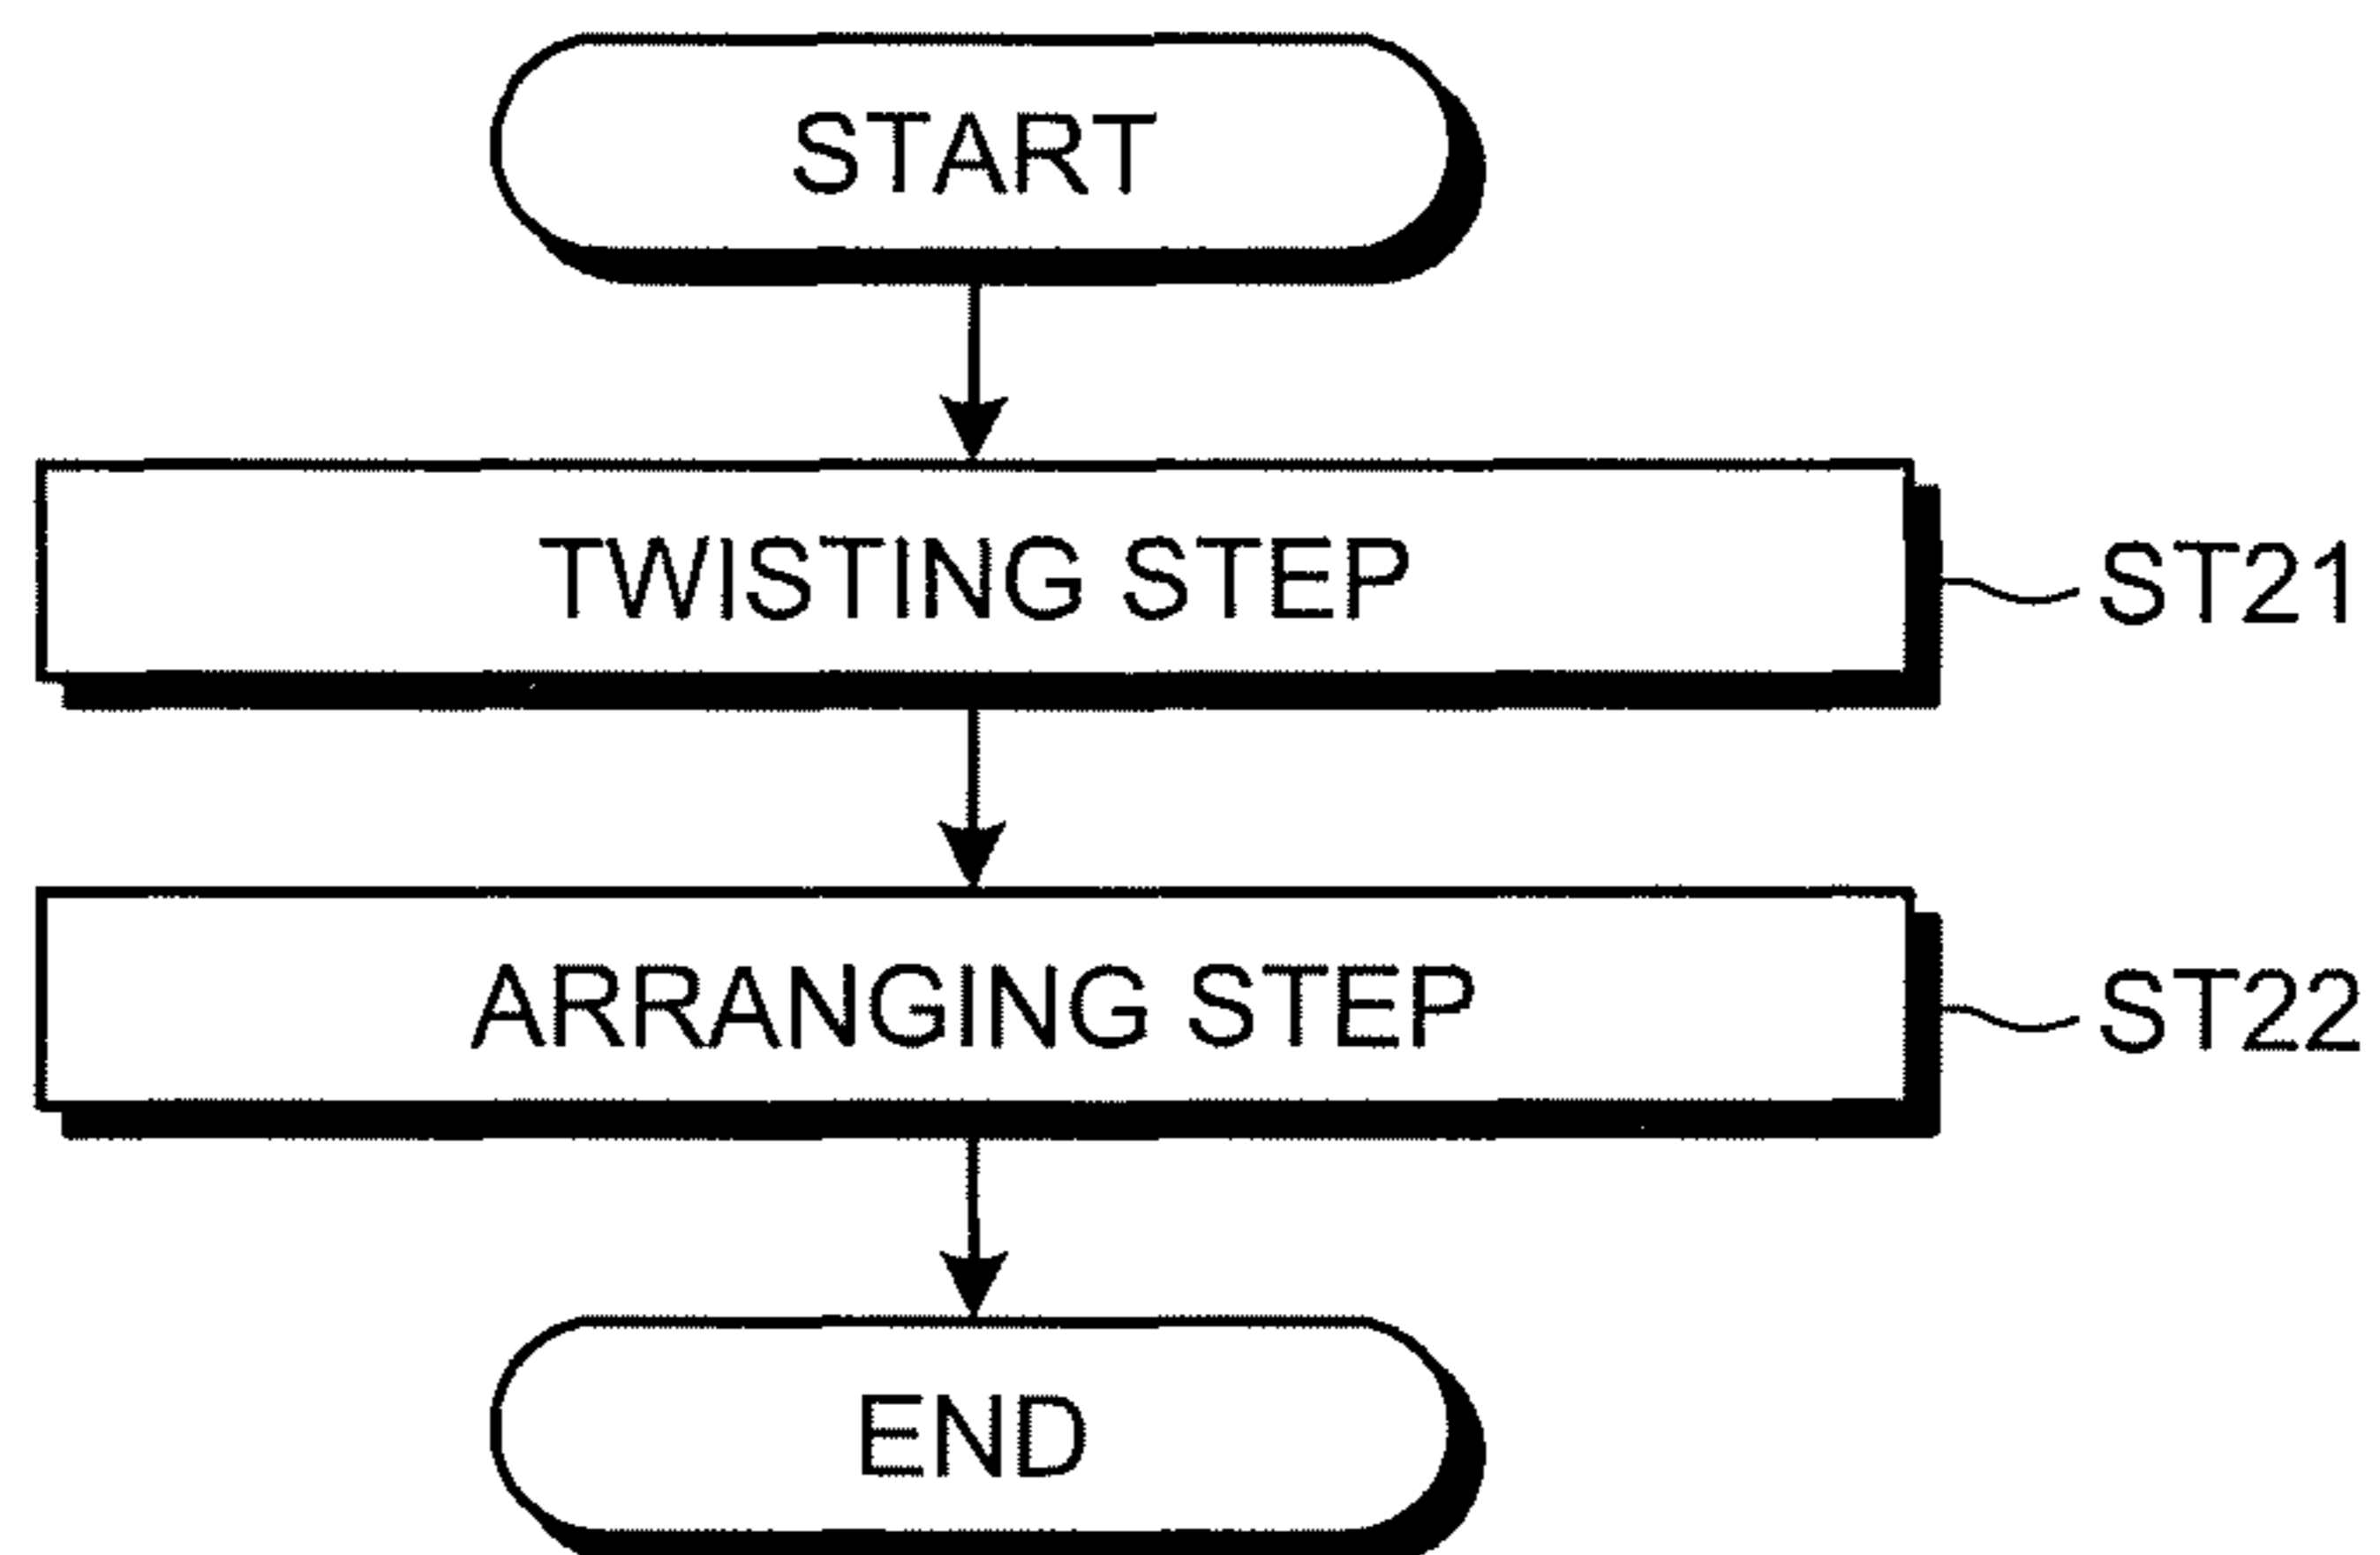 START
TWISTING STEP
ST21
ARRANGING STEP
ST22
END